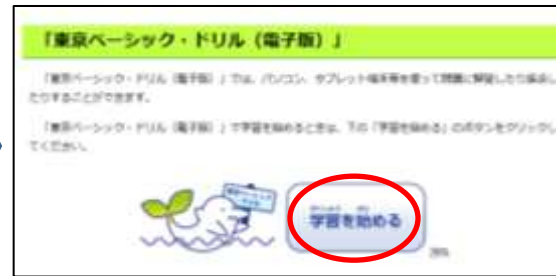 「東京ベーシック・ドリル（電子版）」
「東京ベーシック・ドリル（電子版）」では、パソコン、タブレット端末等を使って問題に解答したり採点し
たりすることができます。
「東京ベーシック・ドリル（電子版）」で学習を始めるときは、下の「学習を始める」のボタンをクリックし
てください。
学習を始める